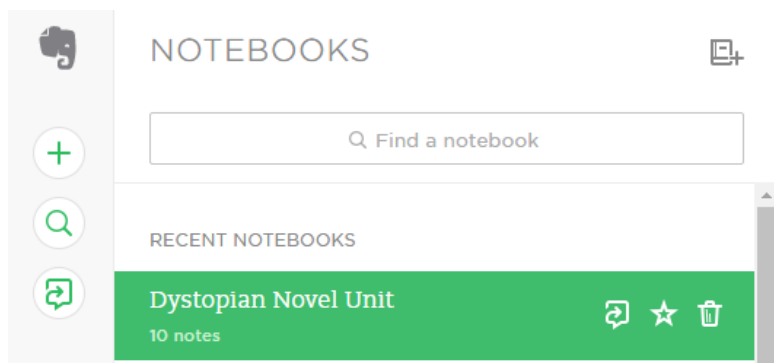 NOTEBOOKS
Find a notebook
RECENT NOTEBOOKS
Dystopian Novel Unit
10 notes